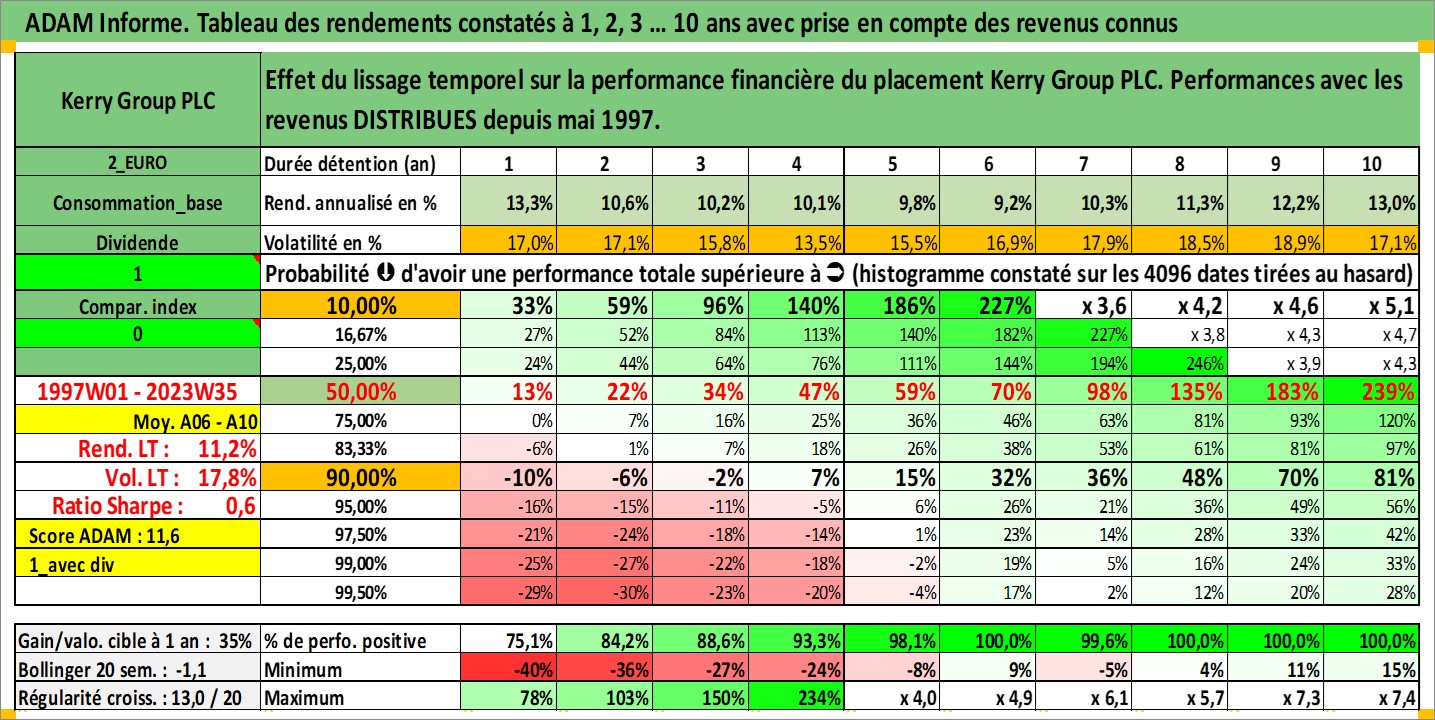 ADAM Informe. Tableau des rendements constatés à 1, 2, 3 ... 10 ans avec prise en compte des revenus connus
Kerry Group PLC
Effet du lissage temporel sur la performance financière du placement Kerry Group PLC. Performances avec les
revenus DISTRIBUES depuis mai 1997.
2_EURO Durée détention (an) 1 2 3 4 5 6 7 8 9 10
Consommation_base Rend. annualisé en % 13,3% 10,6% 10,2% 10,1% 9,8% 9,2% 10,3% 11,3% 12,2% 13,0%
Dividende Volatilité en % 17,0% 17,1% 15,8% 13,5% 15,5% 16,9% 17,9% 18,5% 18,9% 17,1%
1 Probabilité 🡇 d'avoir une performance totale supérieure à ➲ (histogramme constaté sur les 4096 dates tirées au hasard)
Compar. index 10,00% 33% 59% 96% 140% 186% 227% x 3,6 x 4,2 x 4,6 x 5,1
0 16,67% 27% 52% 84% 113% 140% 182% 227% x 3,8 x 4,3 x 4,7
25,00% 24% 44% 64% 76% 111% 144% 194% 246% x 3,9 x 4,3
1997W01 - 2023W35 50,00% 13% 22% 34% 47% 59% 70% 98% 135% 183% 239%
Moy. A06 - A10 75,00% 0% 7% 16% 25% 36% 46% 63% 81% 93% 120%
Rend. LT : 11,2% 83,33% -6% 1% 7% 18% 26% 38% 53% 61% 81% 97%
Vol. LT : 17,8% 90,00% -10% -6% -2% 7% 15% 32% 36% 48% 70% 81%
Ratio Sharpe : 0,6 95,00% -16% -15% -11% -5% 6% 26% 21% 36% 49% 56%
Score ADAM : 11,6 97,50% -21% -24% -18% -14% 1% 23% 14% 28% 33% 42%
1_avec div 99,00% -25% -27% -22% -18% -2% 19% 5% 16% 24% 33%
99,50% -29% -30% -23% -20% -4% 17% 2% 12% 20% 28%
Gain/valo. cible à 1 an : 35% % de perfo. positive 75,1% 84,2% 88,6% 93,3% 98,1% 100,0% 99,6% 100,0% 100,0% 100,0%
Bollinger 20 sem. : -1,1 Minimum -40% -36% -27% -24% -8% 9% -5% 4% 11% 15%
Régularité croiss. : 13,0 / 20 Maximum 78% 103% 150% 234% x 4,0 x 4,9 x 6,1 x 5,7 x 7,3 x 7,4